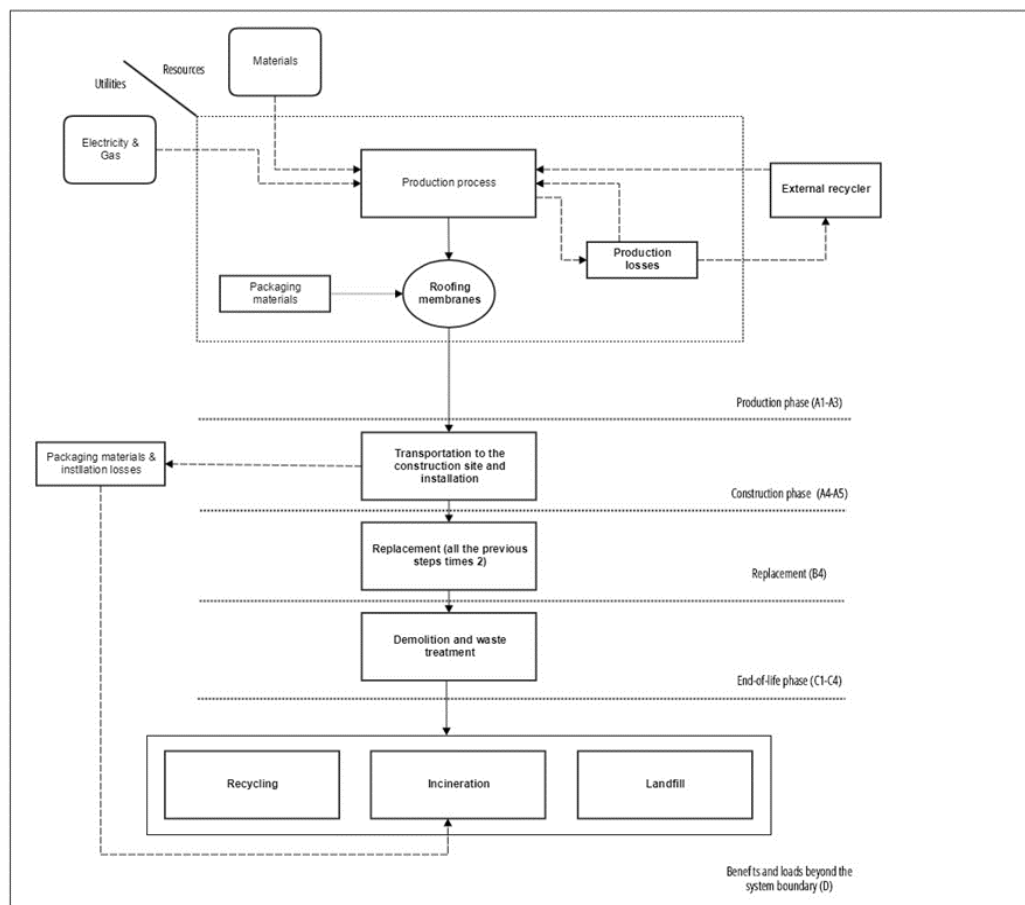 Materials
Resources
Utilities
Electricity &
Gas
Production process
External recycler
Production
losses
Packaging
materials
Roofing
membranes
Production phase (A1-A3)
Packaging materials &
instllation losses
Transportation to the
construction site and
installation
Construction phase (A4-A5)
Replacement (all the previous
steps times 2)
Replacement (B4)
Demolition and waste
treatment
End-of-life phase (C1-C4)
Recycling
Incineration
Landfill
Benefits and loads beyond the
system boundary (D)